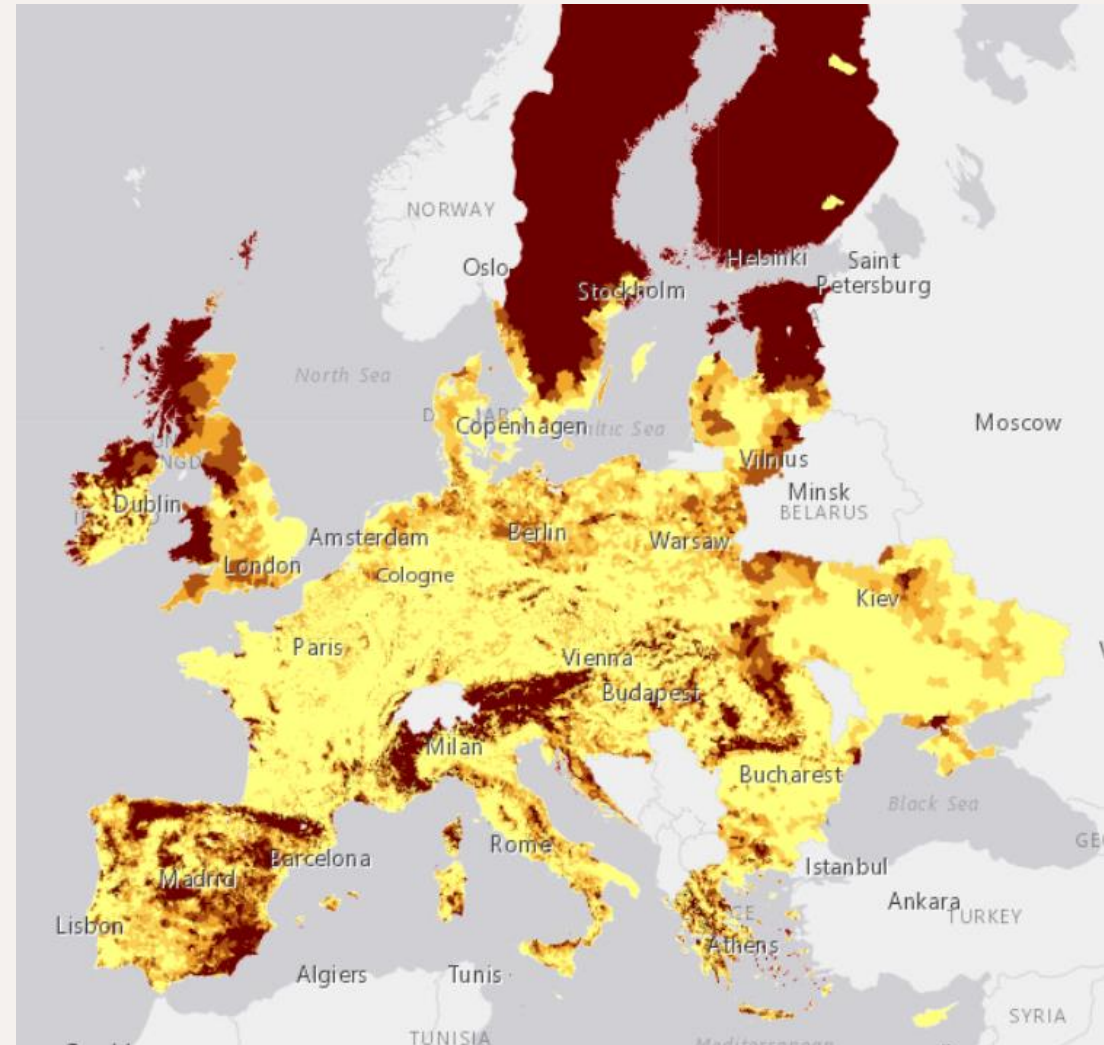 NORWAY
Oslo
Helsinki
Saint
Petersburg
Stockholm
North Sea
Moscow
Copenhagen
Vilnius
Minsk
BELARUS
Dublin
Amsterdam
Berlin
Warsaw
London
Cologne
Kiev
Paris
Vienna
Budapest
Milan
Bucharest
Black Sea
Rome
Barcelona
Istanbul
Madrid
Ankara
TURKEY
Lisbon
Athens
Algiers
Tunis
SYRIA
TUNISIA